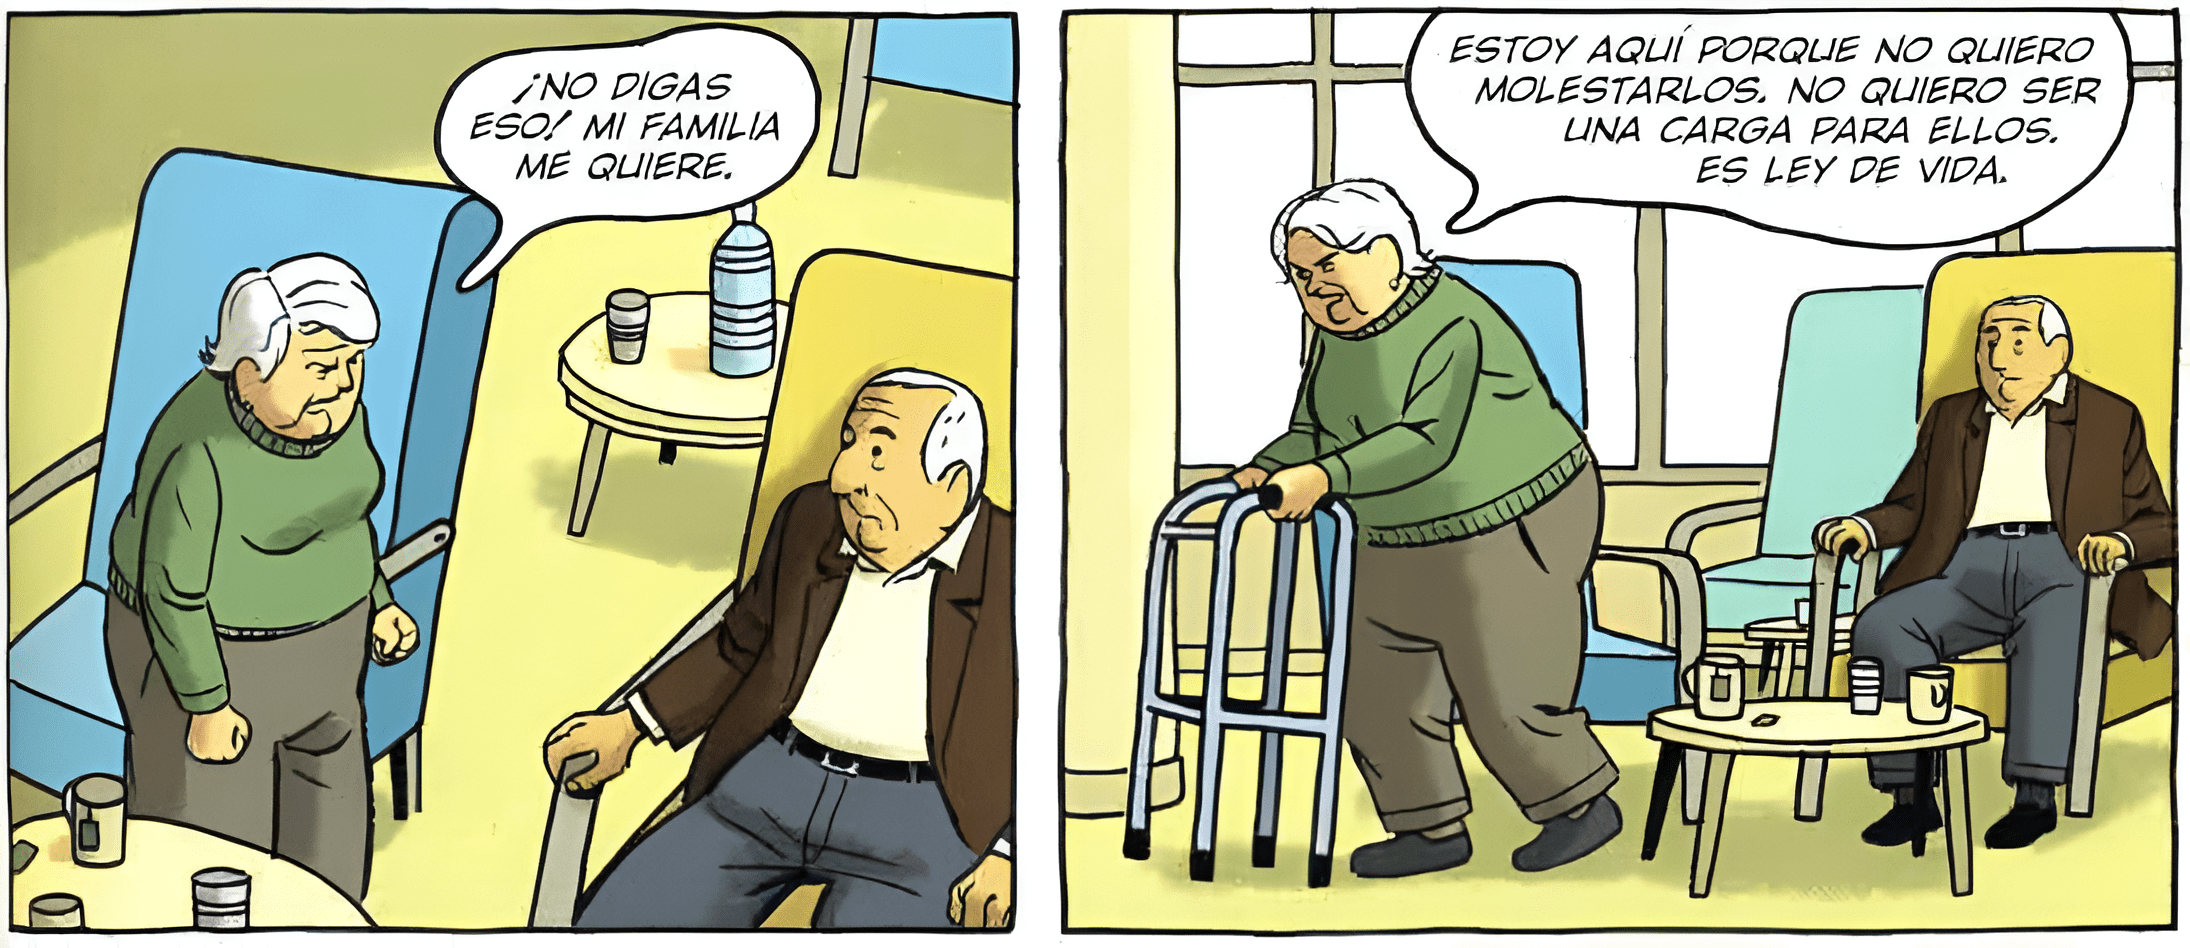 ¡NO DIGAS
ESO! MI FAMILIA
ME QUIERE.
ESTOY AQUÍ PORQUE NO QUIERO
MOLESTARLOS. NO QUIERO SER
UNA CARGA PARA ELLOS.
ES LEY DE VIDA.